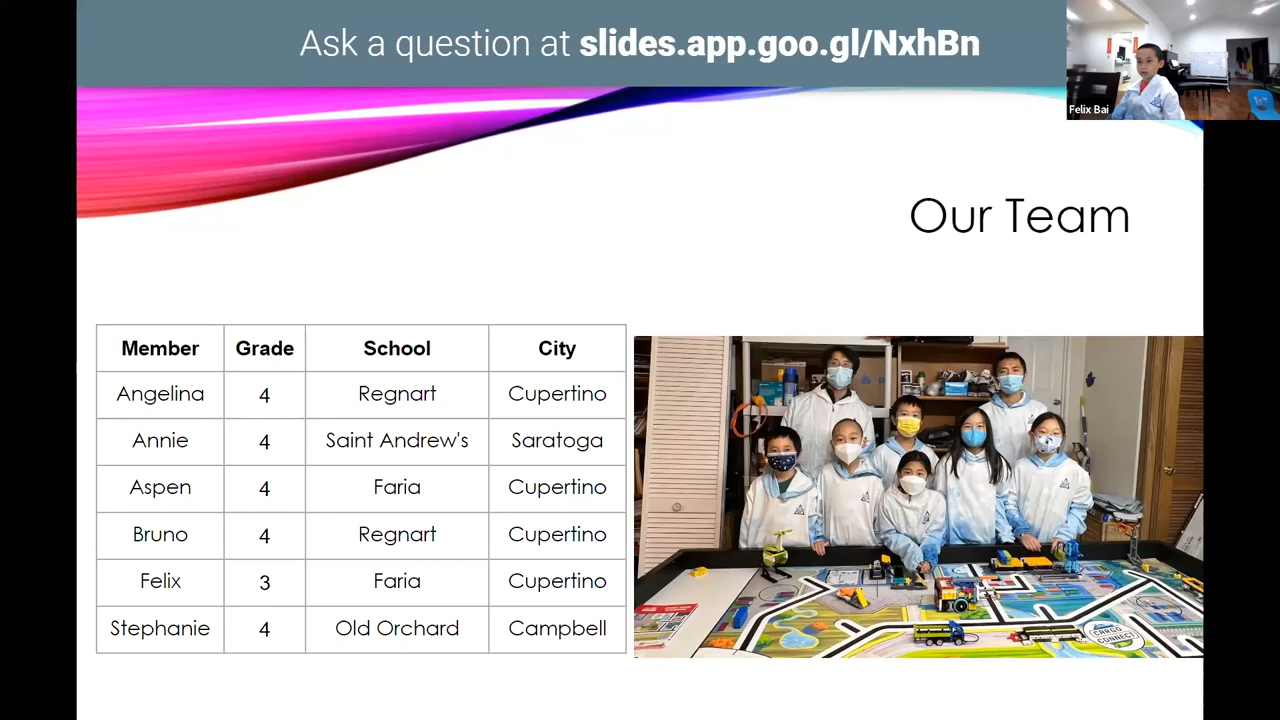 Ask a question at slides.app.goo.gl/NxhBn
Felix Bai
Our Team
Member Grade School City
Angelina 4 Regnart Cupertino
Annie 4 Saint Andrew's Saratoga
Aspen 4 Faria Cupertino
Bruno 4 Regnart Cupertino
Felix 3 Faria Cupertino
Stephanie 4 Old Orchard Campbell
CARGO
CONNECT